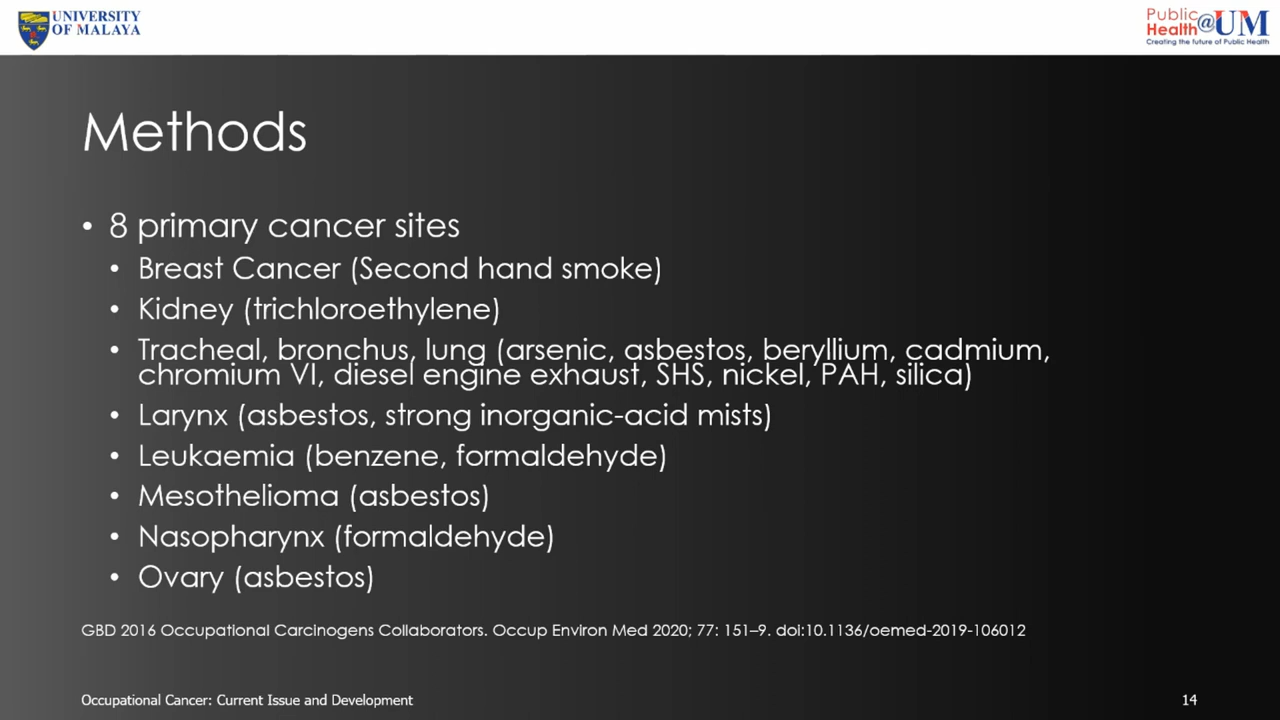 UNIVERSITY
OF MALAYA
Public
Health@UM
Creating the future of Public Health
Methods
• 8 primary cancer sites
• Breast Cancer (Second hand smoke)
• Kidney (trichloroethylene)
• Tracheal, bronchus, lung (arsenic, asbestos, beryllium, cadmium,
chromium VI, diesel engine exhaust, SHS, nickel, PAH, silica)
• Larynx (asbestos, strong inorganic-acid mists)
• Leukaemia (benzene, formaldehyde)
• Mesothelioma (asbestos)
• Nasopharynx (formaldehyde)
• Ovary (asbestos)
GBD 2016 Occupational Carcinogens Collaborators. Occup Environ Med 2020; 77: 151–9. doi:10.1136/oemed-2019-106012
Occupational Cancer: Current Issue and Development
14